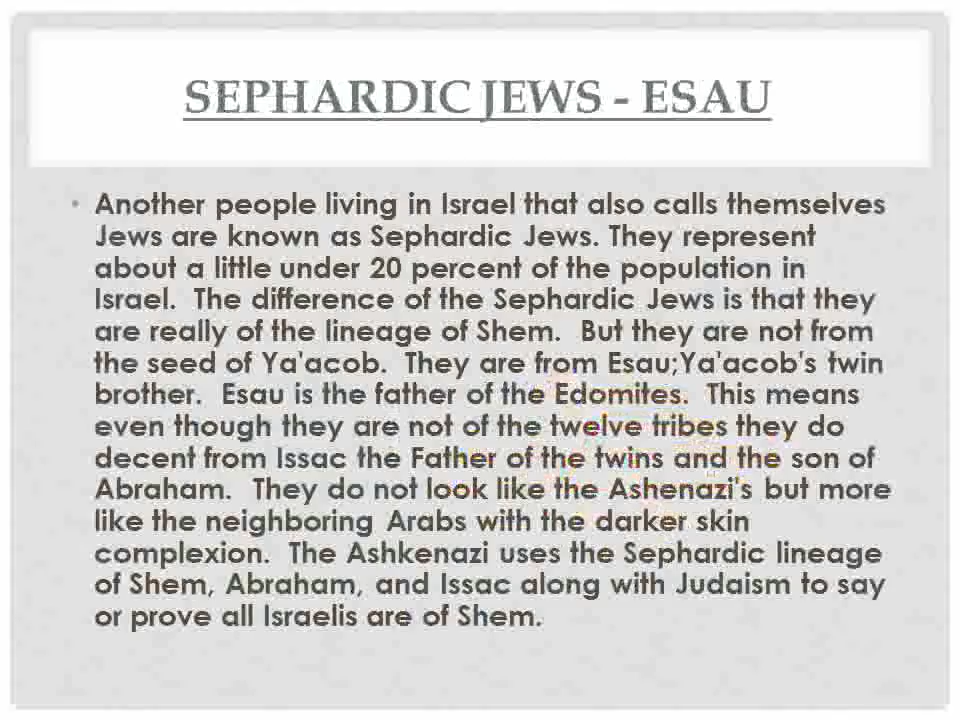 SEPHARDIC JEWS - ESAU
• Another people living in Israel that also calls themselves
Jews are known as Sephardic Jews. They represent
about a little under 20 percent of the population in
Israel.  The difference of the Sephardic Jews is that they
are really of the lineage of Shem.  But they are not from
the seed of Ya'acob.  They are from Esau;Ya'acob's twin
brother.  Esau is the father of the Edomites.  This means
even though they are not of the twelve tribes they do
decent from Issac the Father of the twins and the son of
Abraham.  They do not look like the Ashenazi's but more
like the neighboring Arabs with the darker skin
complexion.  The Ashkenazi uses the Sephardic lineage
of Shem, Abraham, and Issac along with Judaism to say
or prove all Israelis are of Shem.